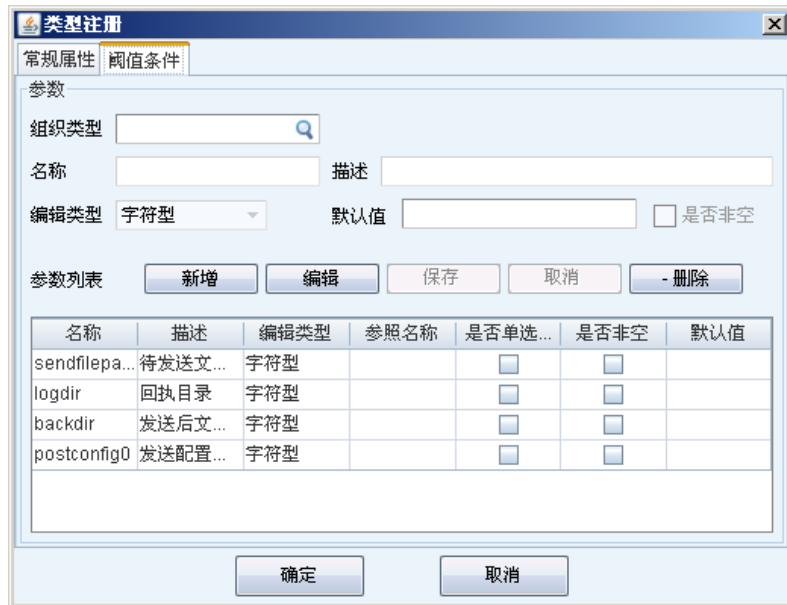 类型注册
常规属性 阈值条件
参数
组织类型
名称 描述
编辑类型 字符型 默认值 是否非空
参数列表 新增 编辑 保存 取消 - 删除
名称 描述 编辑类型 参照名称 是否单选... 是否非空 默认值
sendfilepa... 待发送文... 字符型
logdir 回执目录 字符型
backdir 发送后文... 字符型
postconfig0 发送配置... 字符型
确定 取消